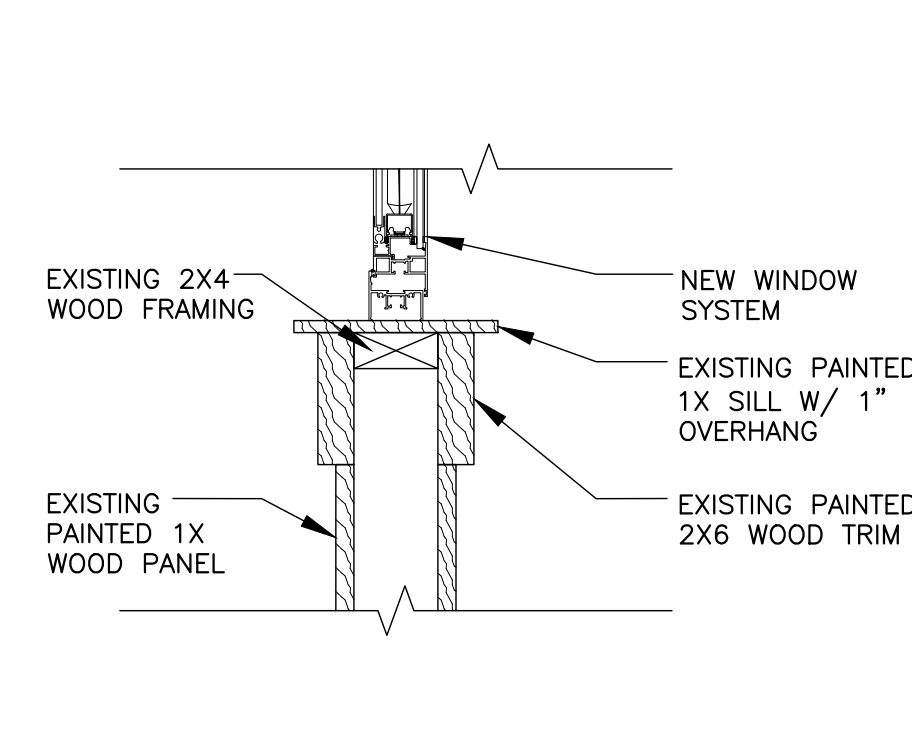 EXISTING 2X4
WOOD FRAMING
NEW WINDOW
SYSTEM
EXISTING PAINTED
1X SILL W/ 1”
OVERHANG
EXISTING
PAINTED 1X
WOOD PANEL
EXISTING PAINTED
2X6 WOOD TRIM